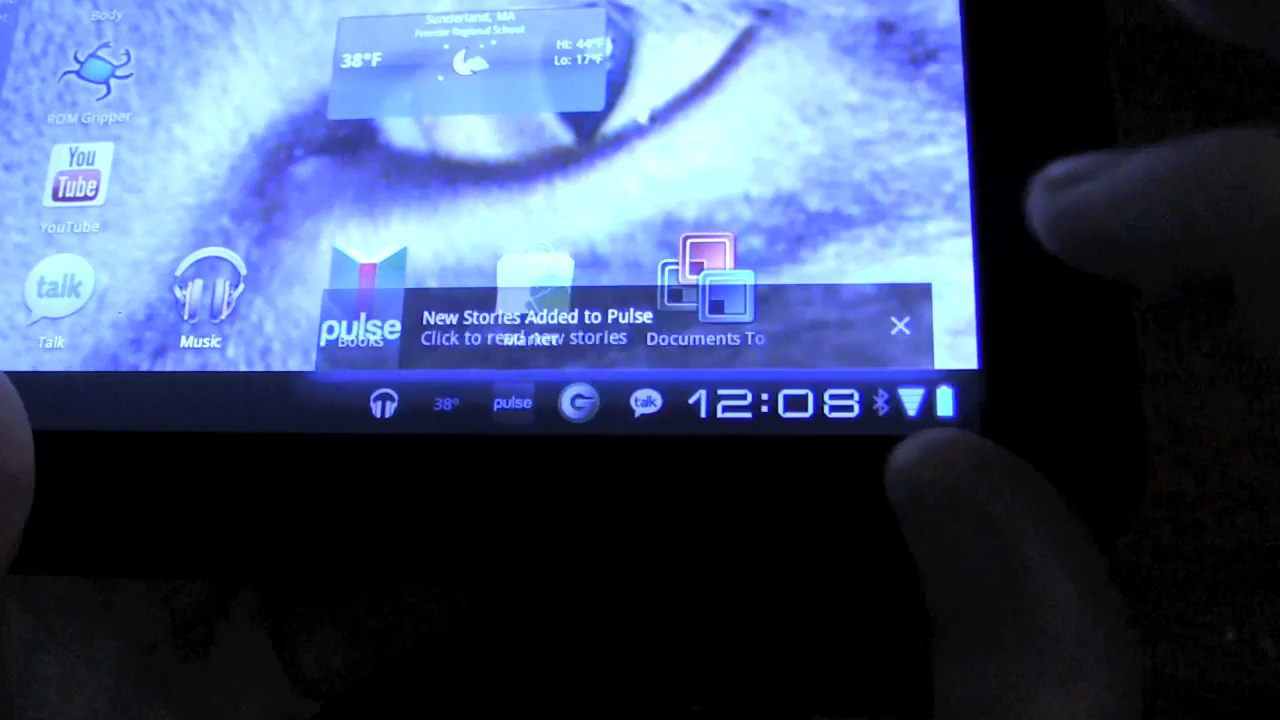 Body
Sunderland, MA
Frontier Regional School
38°F
Hi: 44°F
Lo: 17°F
ROM Gripper
You
Tube
YouTube
talk
Talk
Music
pulse
Books
New Stories Added to Pulse
Click to read new stories
Market
Documents To
38°
pulse
G
talk
12:08